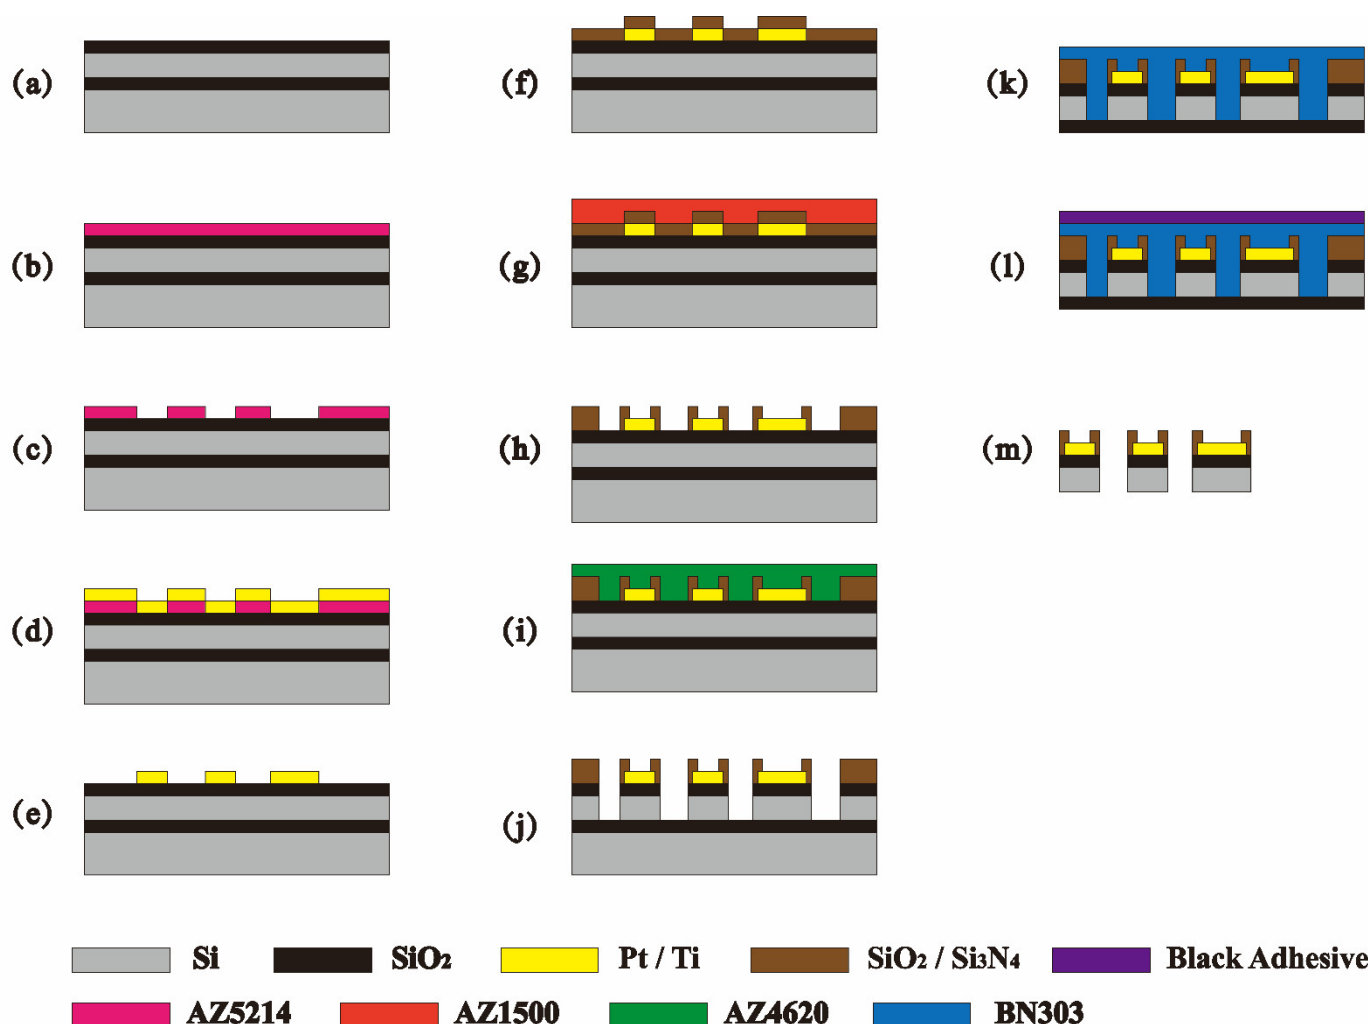 (a)
(b)
(c)
(d)
(e)
(f)
(g)
(h)
(i)
(j)
(k)
(l)
(m)
Si SiO₂ Pt / Ti SiO₂ / Si₃N₄ Black Adhesive
AZ5214 AZ1500 AZ4620 BN303